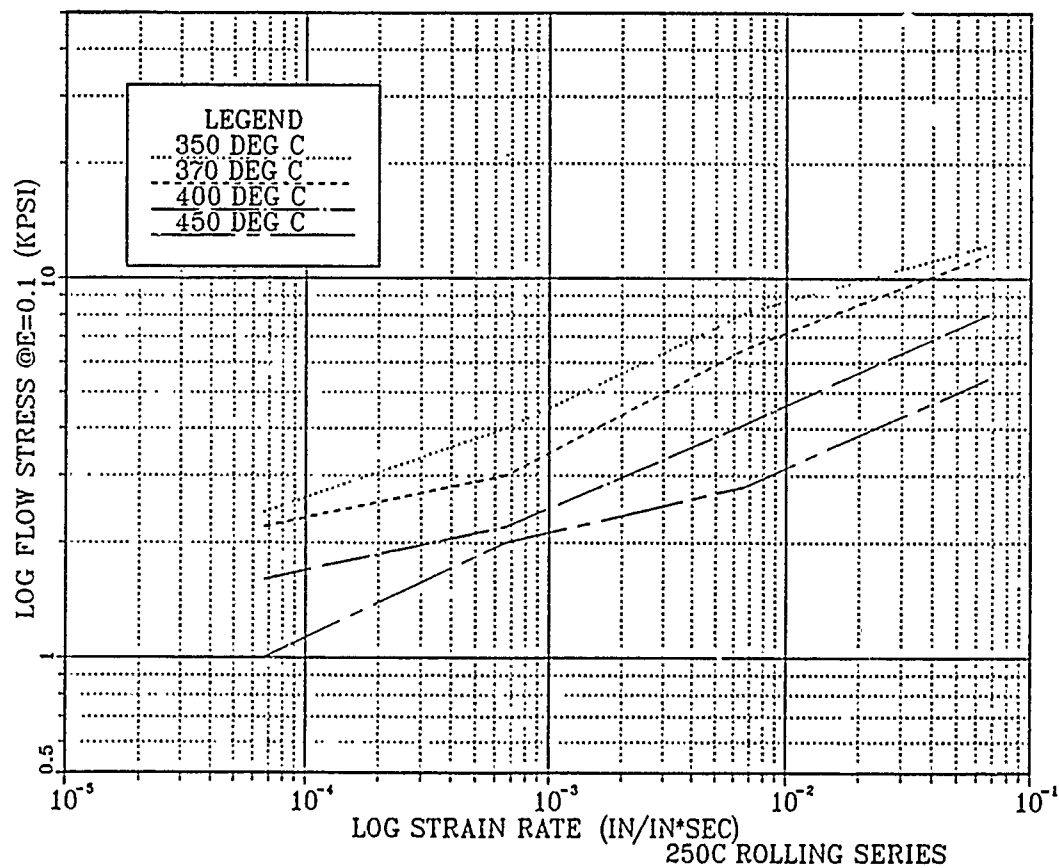 LOG FLOW STRESS @E=0.1 (KPSI)
10
1
0.5
LEGEND
350 DEG C
370 DEG C
400 DEG C
450 DEG C
10⁻⁵ 10⁻⁴ 10⁻³ 10⁻² 10⁻¹
LOG STRAIN RATE (IN/IN*SEC)
250C ROLLING SERIES